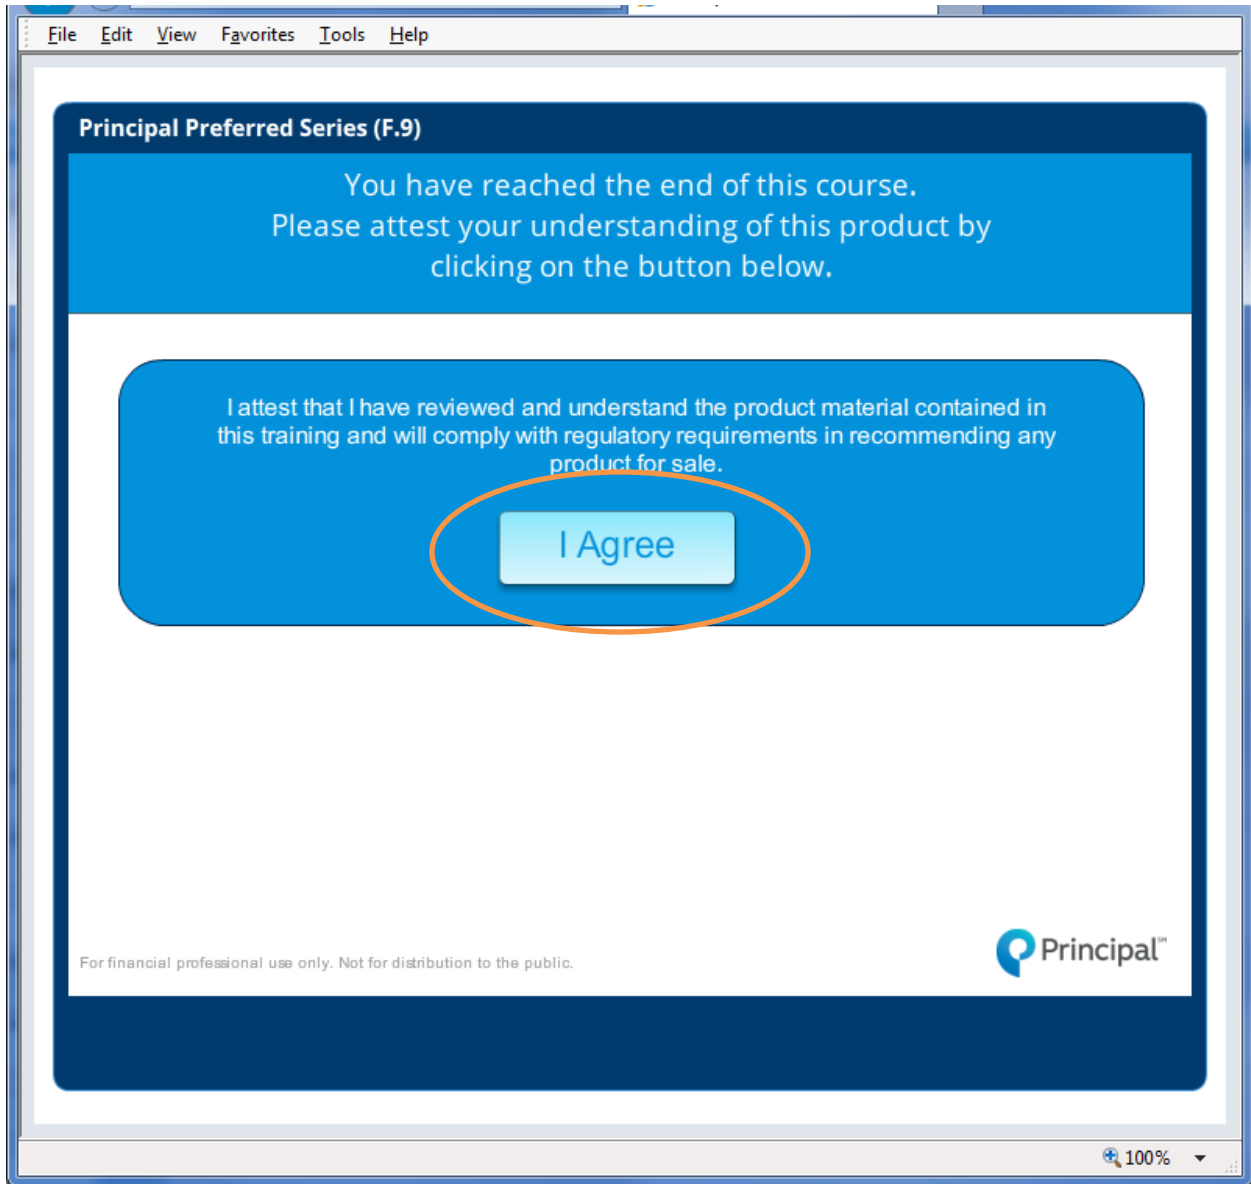 File Edit View Favorites Tools Help
Principal Preferred Series (F.9)
You have reached the end of this course.
Please attest your understanding of this product by
clicking on the button below.
I attest that I have reviewed and understand the product material contained in
this training and will comply with regulatory requirements in recommending any
product for sale.
I Agree
For financial professional use only. Not for distribution to the public.
Principal℠
100%